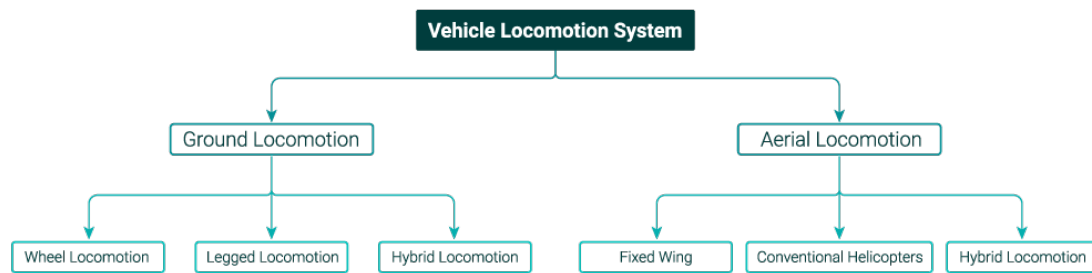 Vehicle Locomotion System
Ground Locomotion
Aerial Locomotion
Wheel Locomotion
Legged Locomotion
Hybrid Locomotion
Fixed Wing
Conventional Helicopters
Hybrid Locomotion